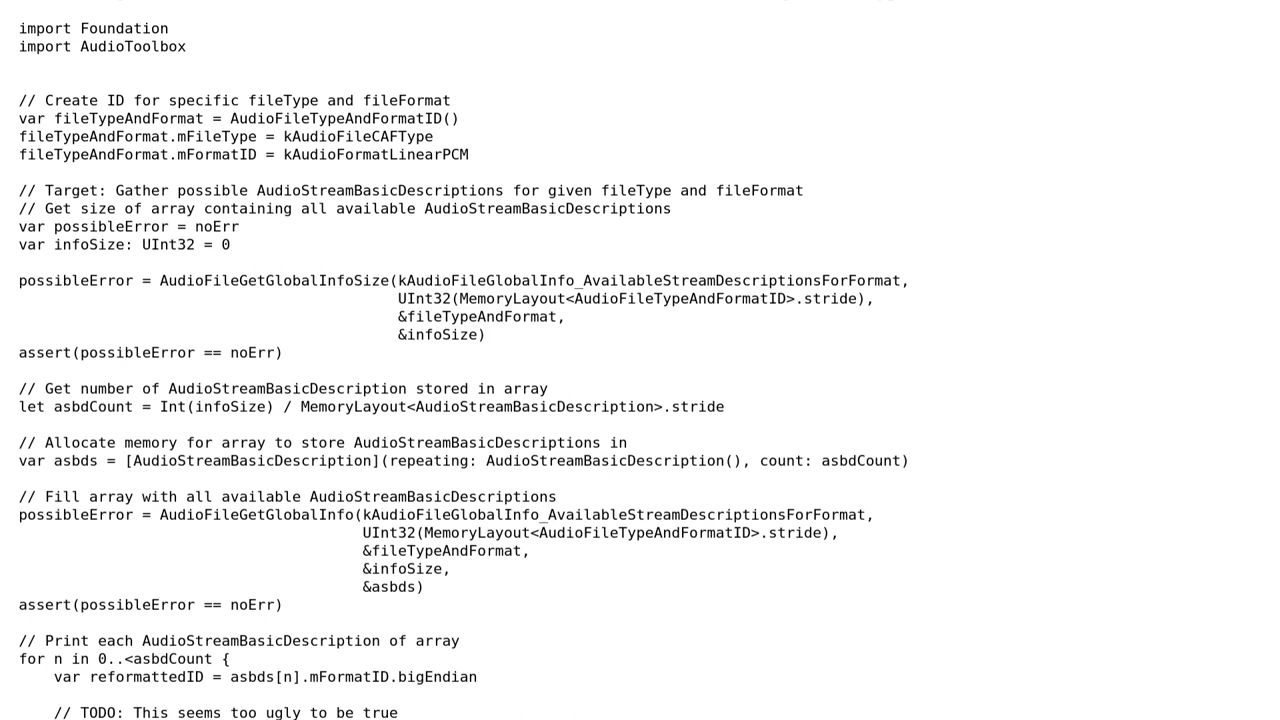 import Foundation
import AudioToolbox
// Create ID for specific fileType and fileFormat
var fileTypeAndFormat = AudioFileTypeAndFormatID()
fileTypeAndFormat.mFileType = kAudioFileCAFType
fileTypeAndFormat.mFormatID = kAudioFormatLinearPCM
// Target: Gather possible AudioStreamBasicDescriptions for given fileType and fileFormat
// Get size of array containing all available AudioStreamBasicDescriptions
var possibleError = noErr
var infoSize: UInt32 = 0
possibleError = AudioFileGetGlobalInfoSize(kAudioFileGlobalInfo_AvailableStreamDescriptionsForFormat,
UInt32(MemoryLayout<AudioFileTypeAndFormatID>.stride),
&fileTypeAndFormat,
&infoSize)
assert(possibleError == noErr)
// Get number of AudioStreamBasicDescription stored in array
let asbdCount = Int(infoSize) / MemoryLayout<AudioStreamBasicDescription>.stride
// Allocate memory for array to store AudioStreamBasicDescriptions in
var asbds = [AudioStreamBasicDescription](repeating: AudioStreamBasicDescription(), count: asbdCount)
// Fill array with all available AudioStreamBasicDescriptions
possibleError = AudioFileGetGlobalInfo(kAudioFileGlobalInfo_AvailableStreamDescriptionsForFormat,
UInt32(MemoryLayout<AudioFileTypeAndFormatID>.stride),
&fileTypeAndFormat,
&infoSize,
&asbds)
assert(possibleError == noErr)
// Print each AudioStreamBasicDescription of array
for n in 0..<asbdCount {
var reformattedID = asbds[n].mFormatID.bigEndian
// TODO: This seems too ugly to be true